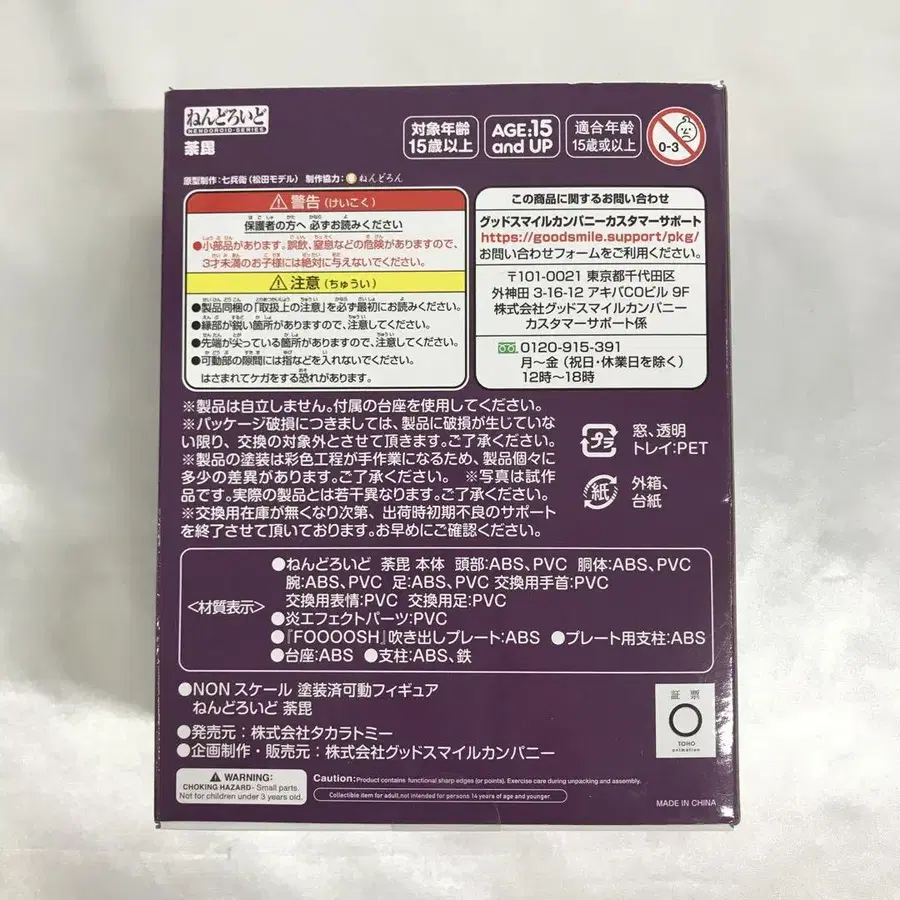 ねんどろいど
NENDOROID-SERIES
荼毘
対象年齢
15歳以上
AGE:15
and UP
適合年齢
15歳或以上
0-3
原型制作:七兵衛(松田モデル) 制作協力: ねんどろん
⚠警告(けいこく)
保護者の方へ 必ずお読みください
●小部品があります。誤飲、窒息などの危険がありますので、
3才未満のお子様には絶対に与えないでください。
⚠注意(ちゅうい)
●製品同梱の「取扱上の注意」を必ず最初にお読みください。
●縁部が鋭い箇所がありますので、注意してください。
●先端が尖っている箇所がありますので、注意してください。
●可動部の隙間には指などを入れないでください。
はさまれてケガをする恐れがあります。
この商品に関するお問い合わせ
グッドスマイルカンパニーカスタマーサポート
https://goodsmile.support/pkg/
お問い合わせフォームをご利用ください。
〒101-0021 東京都千代田区
外神田 3-16-12 アキバCOビル 9F
株式会社グッドスマイルカンパニー
カスタマーサポート係
0120-915-391
月～金(祝日・休業日を除く)
12時～18時
※製品は自立しません。付属の台座を使用してください。
※パッケージ破損につきましては、製品に破損が生じていな
い限り、交換の対象外とさせて頂きます。ご了承ください。
※製品の塗装は彩色工程が手作業になるため、製品個々に
多少の差異があります。ご了承ください。 ※写真は試作
品です。実際の製品とは若干異なります。ご了承ください。
※交換用在庫が無くなり次第、出荷時初期不良のサポート
を終了させて頂いております。お早めにご確認ください。
プラ
窓、透明
トレイ:PET
紙
外箱、
台紙
<材質表示>
●ねんどろいど 荼毘 本体 頭部:ABS、PVC 胴体:ABS、PVC
腕:ABS、PVC 足:ABS、PVC 交換用手首:PVC
交換用表情:PVC 交換用足:PVC
●炎エフェクトパーツ:PVC
●『FOOOOSH』吹き出しプレート:ABS ●プレート用支柱:ABS
●台座:ABS ●支柱:ABS、鉄
●NONスケール 塗装済可動フィギュア
ねんどろいど 荼毘
●発売元:株式会社タカラトミー
●企画制作・販売元:株式会社グッドスマイルカンパニー
証 票
TOHO
animation
⚠WARNING:
CHOKING HAZARD- Small parts.
Not for children under 3 years old.
Caution:Product contains functional sharp edges (or points). Exercise care during unpacking and assembly.
Collectible item for adult,not intended for persons 14 years of age and younger
MADE IN CHINA